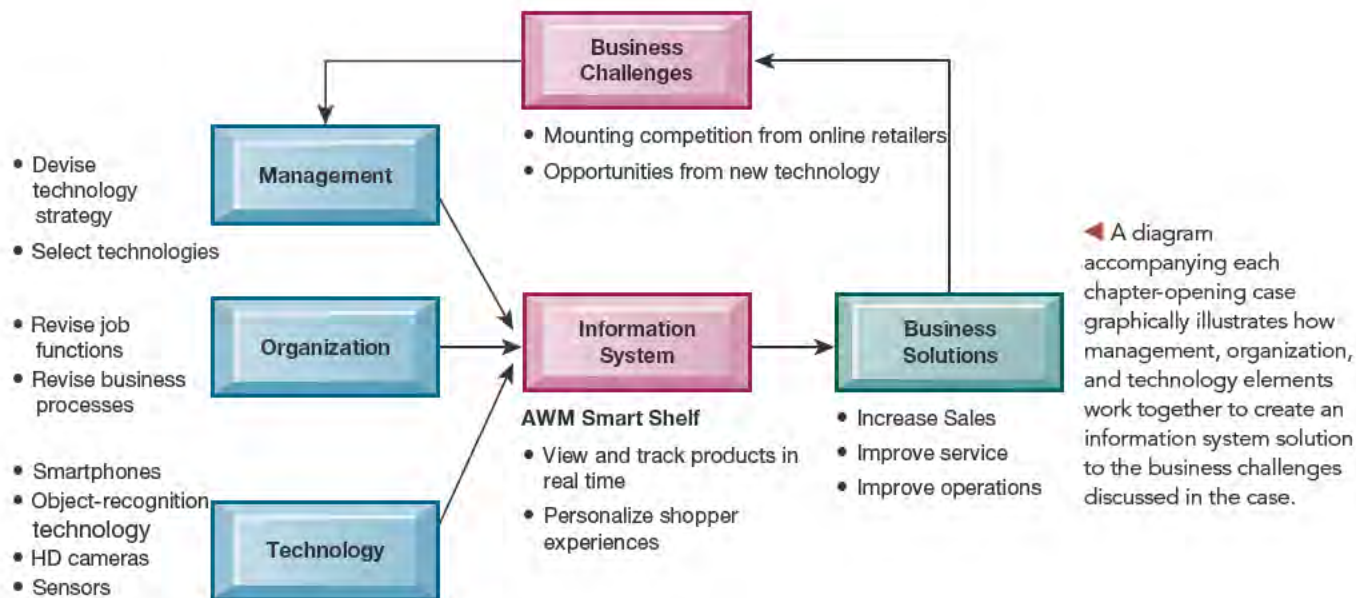 Business
Challenges
• Mounting competition from online retailers
• Opportunities from new technology
Management
• Devise
technology
strategy
• Select technologies
Organization
• Revise job
functions
• Revise business
processes
Technology
• Smartphones
• Object-recognition
technology
• HD cameras
• Sensors
Information
System
AWM Smart Shelf
• View and track products in
real time
• Personalize shopper
experiences
Business
Solutions
• Increase Sales
• Improve service
• Improve operations
◀ A diagram
accompanying each
chapter-opening case
graphically illustrates how
management, organization,
and technology elements
work together to create an
information system solution
to the business challenges
discussed in the case.